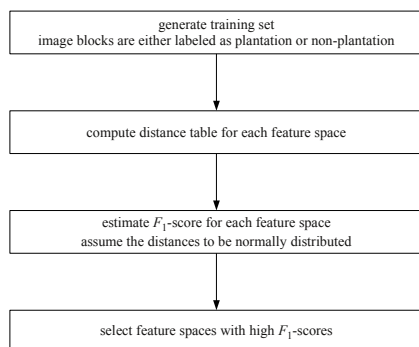 generate training set
image blocks are either labeled as plantation or non-plantation
compute distance table for each feature space
estimate F₁-score for each feature space
assume the distances to be normally distributed
select feature spaces with high F₁-scores